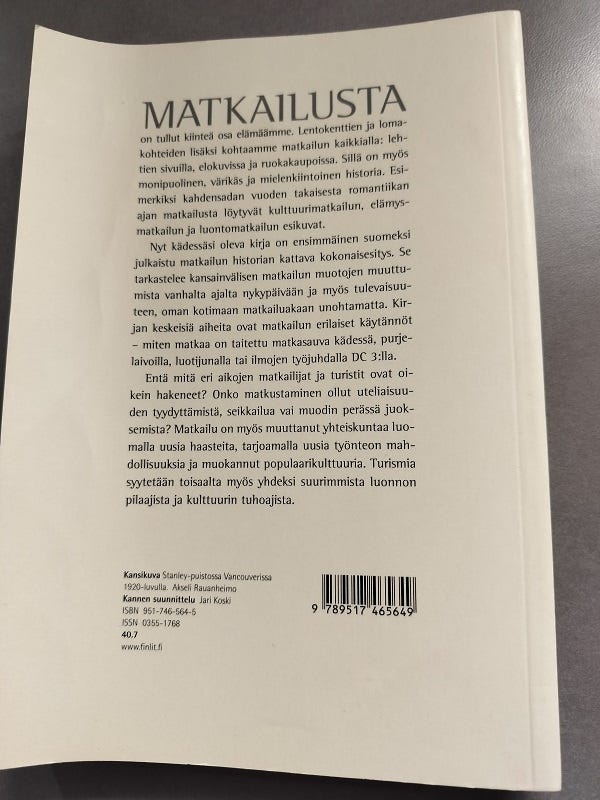 MATKAILUSTA
on tullut kiinteä osa elämäämme. Lentokenttien ja loma-
kohteiden lisäksi kohtaamme matkailun kaikkialla: leh-
tien sivuilla, elokuvissa ja ruokakaupoissa. Sillä on myös
monipuolinen, värikäs ja mielenkiintoinen historia. Esi-
merkiksi kahdensadan vuoden takaisesta romantiikan
ajan matkailusta löytyvät kulttuurimatkailun, elämys-
matkailun ja luontomatkailun esikuvat.
Nyt kädessäsi oleva kirja on ensimmäinen suomeksi
julkaistu matkailun historian kattava kokonaisesitys. Se
tarkastelee kansainvälisen matkailun muotojen muuttu-
mista vanhalta ajalta nykypäivään ja myös tulevaisuu-
teen, oman kotimaan matkailuakaan unohtamatta. Kir-
jan keskeisiä aiheita ovat matkailun erilaiset käytännöt
– miten matkaa on taitettu matkasauva kädessä, purje-
laivoilla, luotijunalla tai ilmojen työjuhdalla DC 3:lla.
Entä mitä eri aikojen matkailijat ja turistit ovat oi-
kein hakeneet? Onko matkustaminen ollut uteliaisuu-
den tyydyttämistä, seikkailua vai muodin perässä juok-
semista? Matkailu on myös muuttanut yhteiskuntaa luo-
malla uusia haasteita, tarjoamalla uusia työnteon mah-
dollisuuksia ja muokannut populaarikulttuuria. Turismia
syytetään toisaalta myös yhdeksi suurimmista luonnon
pilaajista ja kulttuurin tuhoajista.
Kansikuva Stanley-puistossa Vancouverissa
1920-luvulla. Akseli Rauanheimo
Kannen suunnittelu Jari Koski
ISBN 951-746-564-5
ISSN 0355-1768
40.7
www.finlit.fi
9 789517 465649